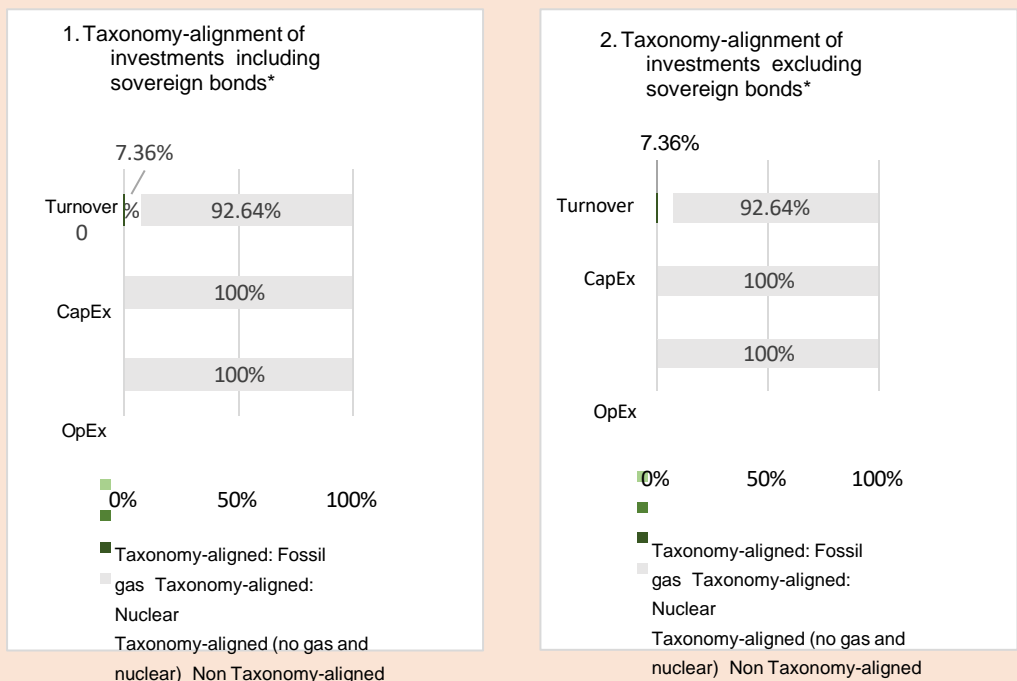 1. Taxonomy-alignment of
investments including
sovereign bonds*
7.36%
Turnover % 92.64%
0
100%
CapEx
100%
OpEx
0% 50% 100%
Taxonomy-aligned: Fossil
gas Taxonomy-aligned:
Nuclear
Taxonomy-aligned (no gas and
nuclear) Non Taxonomy-aligned
2. Taxonomy-alignment of
investments excluding
sovereign bonds*
7.36%
Turnover 92.64%
CapEx 100%
100%
OpEx
0% 50% 100%
Taxonomy-aligned: Fossil
gas Taxonomy-aligned:
Nuclear
Taxonomy-aligned (no gas and
nuclear) Non Taxonomy-aligned